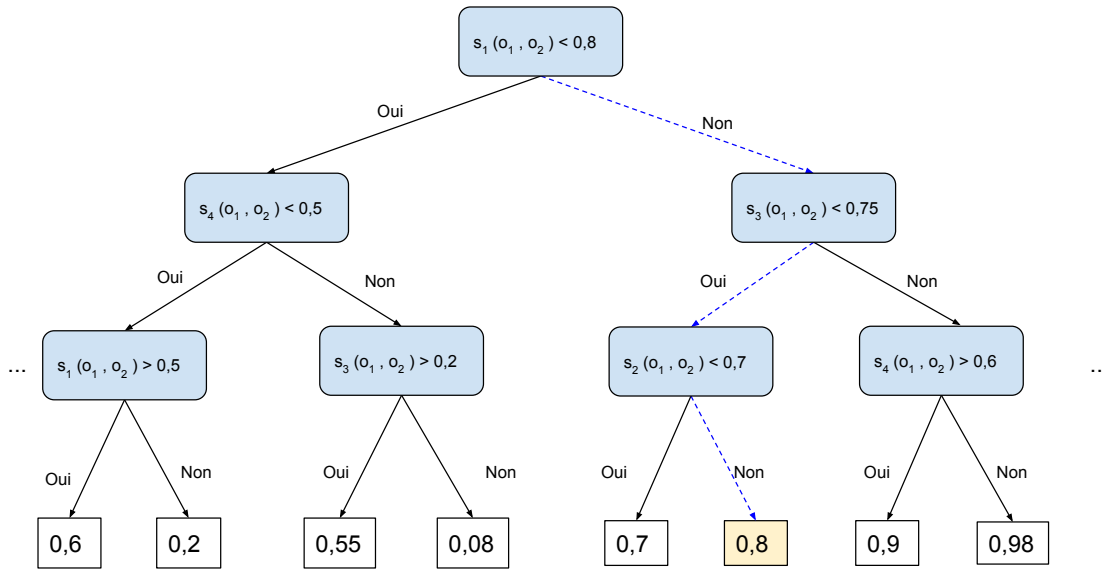 s₁ (o₁ , o₂ ) < 0,8
Oui
Non
s₄ (o₁ , o₂ ) < 0,5
s₃ (o₁ , o₂ ) < 0,75
Oui
Non
Oui
Non
...
s₁ (o₁ , o₂ ) > 0,5
s₃ (o₁ , o₂ ) > 0,2
s₂ (o₁ , o₂ ) < 0,7
s₄ (o₁ , o₂ ) > 0,6
..
Oui
Non
Oui
Non
Oui
Non
Oui
Non
0,6
0,2
0,55
0,08
0,7
0,8
0,9
0,98